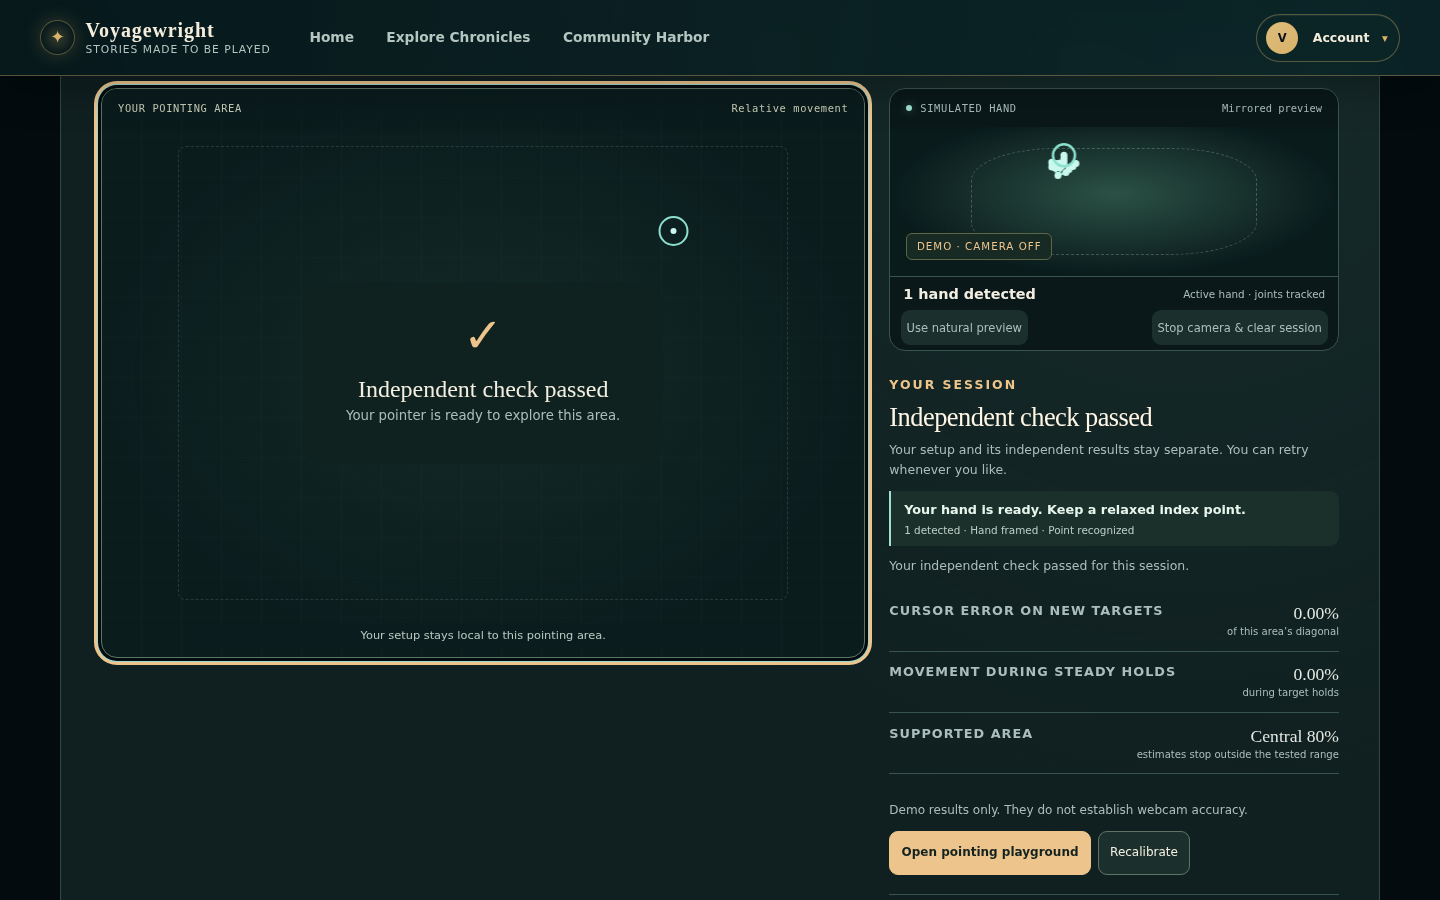 Voyagewright
STORIES MADE TO BE PLAYED
Home
Explore Chronicles
Community Harbor
V
Account
YOUR POINTING AREA
Relative movement
Independent check passed
Your pointer is ready to explore this area.
Your setup stays local to this pointing area.
SIMULATED HAND
Mirrored preview
DEMO · CAMERA OFF
1 hand detected
Active hand · joints tracked
Use natural preview
Stop camera & clear session
YOUR SESSION
Independent check passed
Your setup and its independent results stay separate. You can retry
whenever you like.
Your hand is ready. Keep a relaxed index point.
1 detected · Hand framed · Point recognized
Your independent check passed for this session.
CURSOR ERROR ON NEW TARGETS
0.00%
of this area's diagonal
MOVEMENT DURING STEADY HOLDS
0.00%
during target holds
SUPPORTED AREA
Central 80%
estimates stop outside the tested range
Demo results only. They do not establish webcam accuracy.
Open pointing playground
Recalibrate